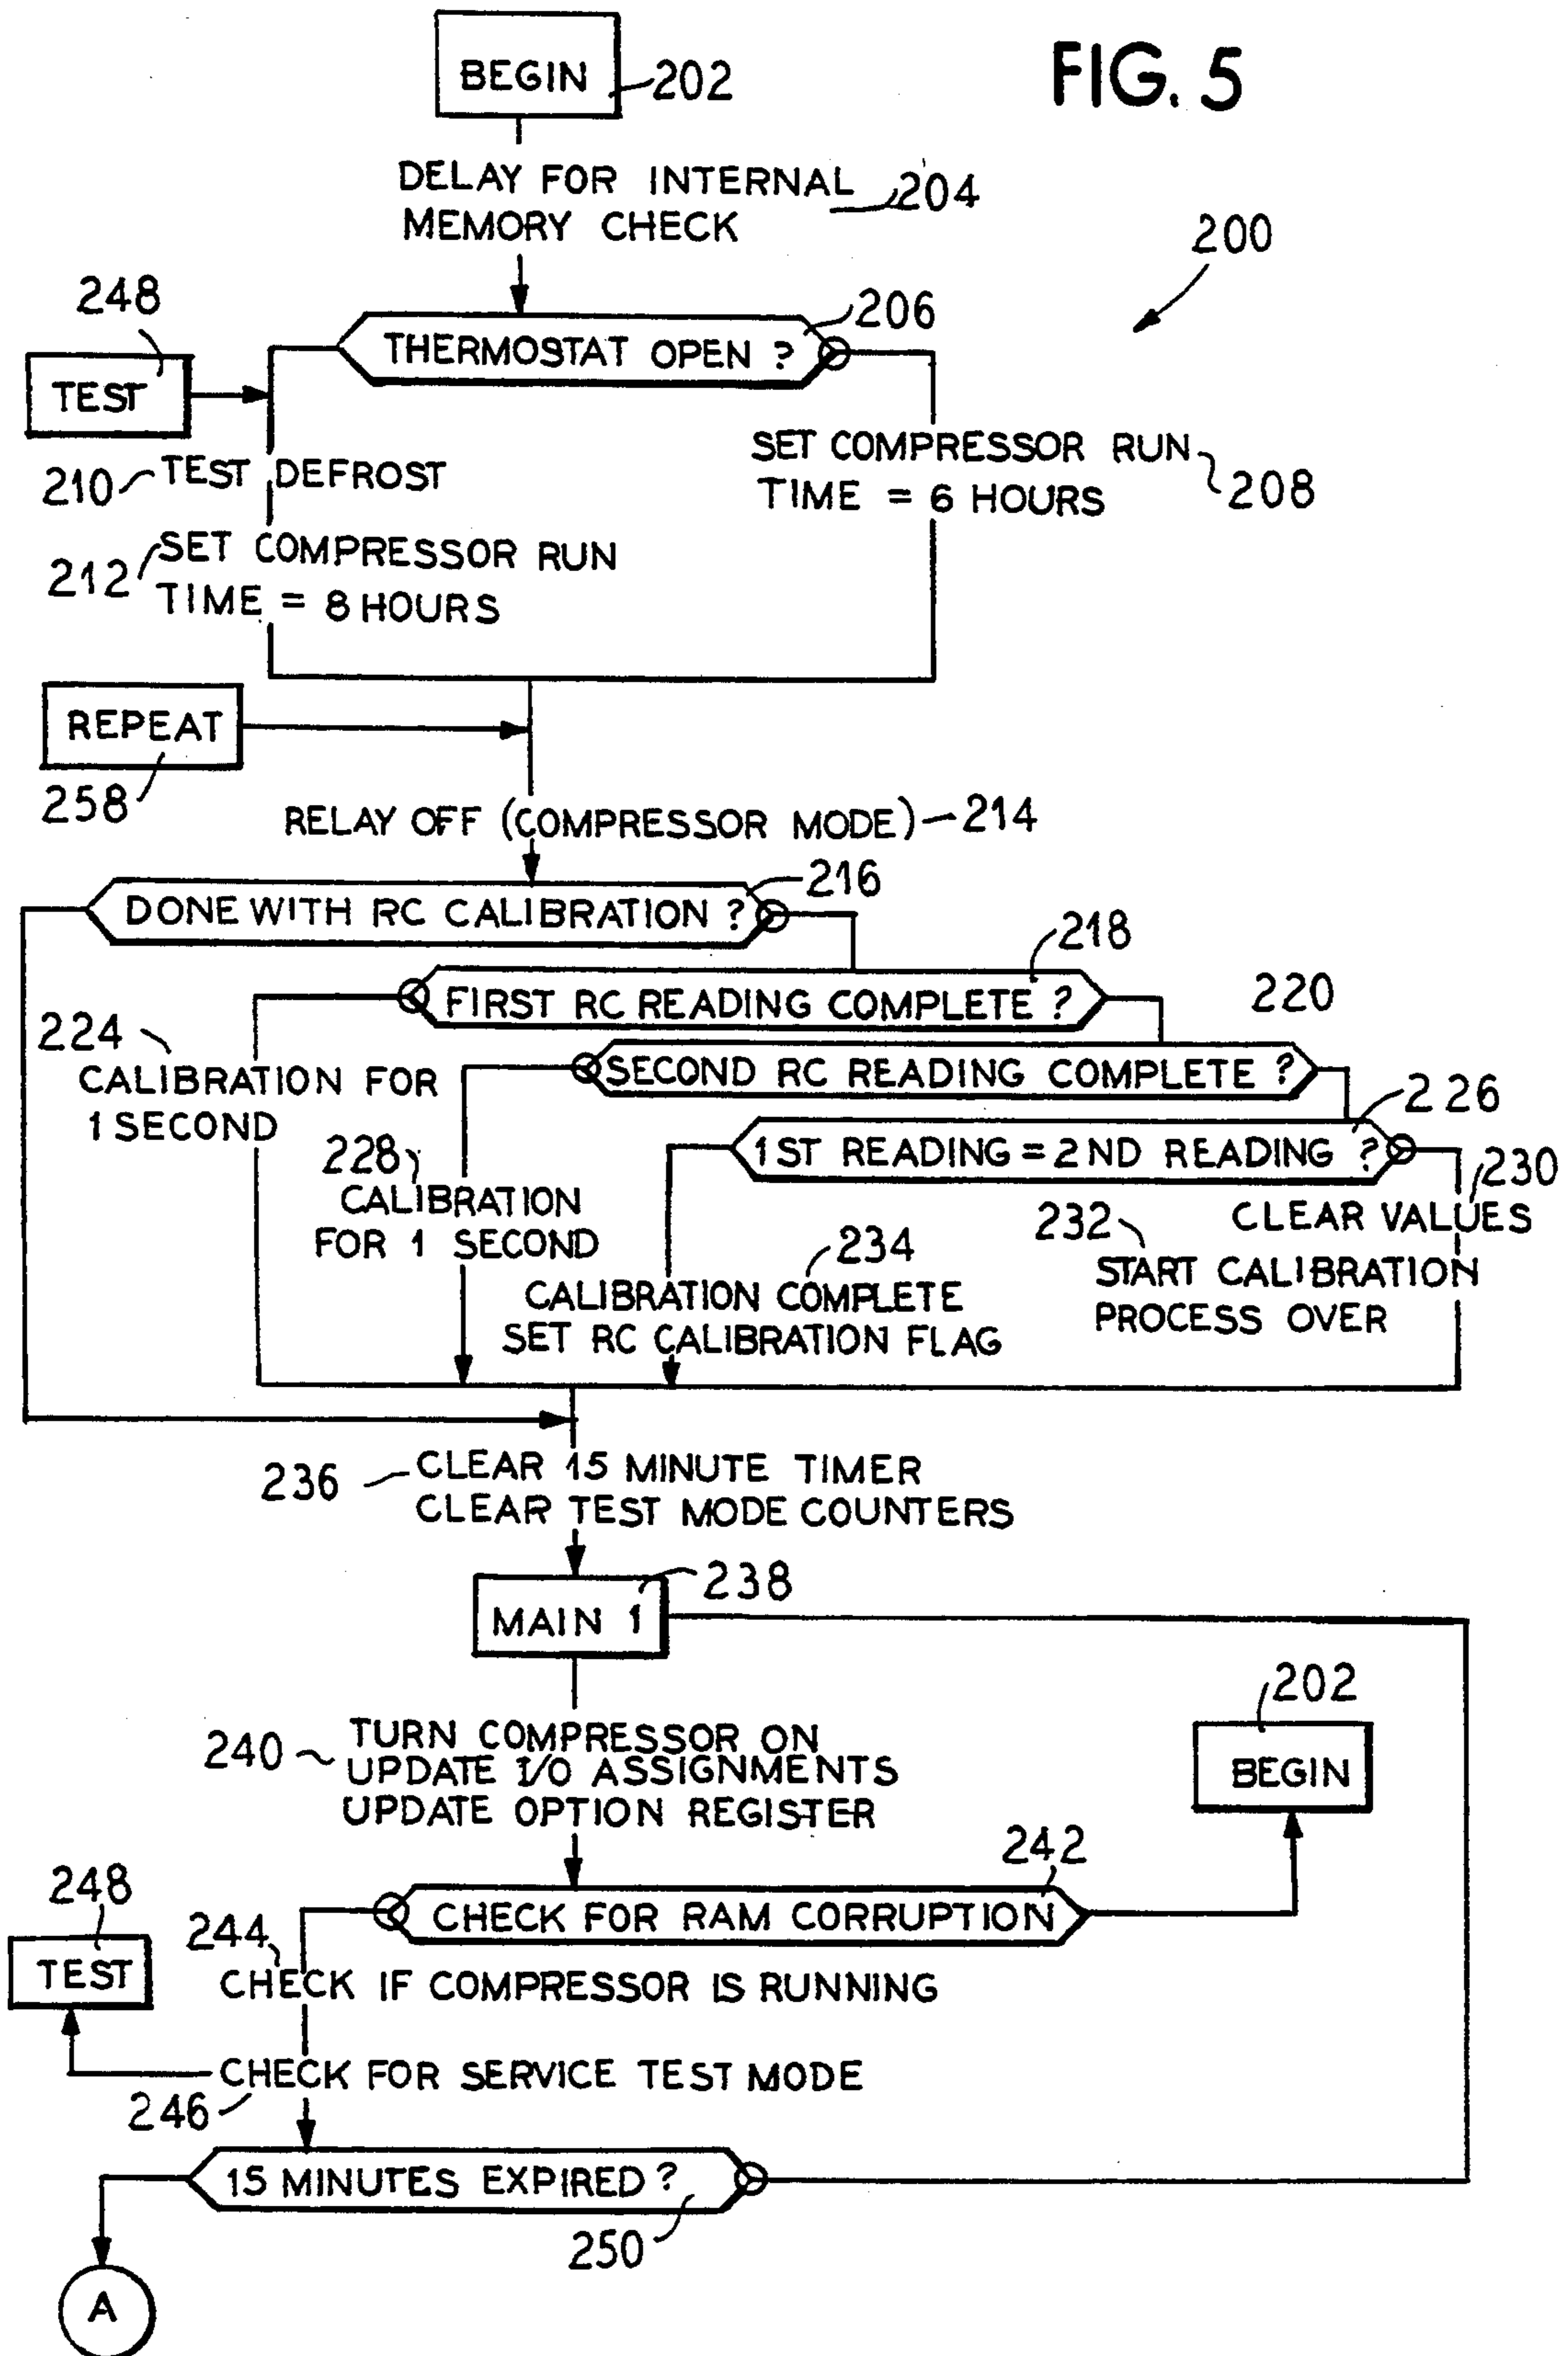 FIG. 5
BEGIN
202
DELAY FOR INTERNAL
MEMORY CHECK
204
200
248
TEST
206
THERMOSTAT OPEN ?
210
TEST DEFROST
SET COMPRESSOR RUN
TIME = 6 HOURS
208
212
SET COMPRESSOR RUN
TIME = 8 HOURS
REPEAT
258
RELAY OFF (COMPRESSOR MODE)
214
216
DONE WITH RC CALIBRATION ?
218
FIRST RC READING COMPLETE ?
220
224
CALIBRATION FOR
1 SECOND
SECOND RC READING COMPLETE ?
226
1ST READING = 2ND READING ?
228
CALIBRATION
FOR 1 SECOND
230
CLEAR VALUES
232
START CALIBRATION
PROCESS OVER
234
CALIBRATION COMPLETE
SET RC CALIBRATION FLAG
236
CLEAR 15 MINUTE TIMER
CLEAR TEST MODE COUNTERS
238
MAIN 1
240
TURN COMPRESSOR ON
UPDATE I/O ASSIGNMENTS
UPDATE OPTION REGISTER
202
BEGIN
242
CHECK FOR RAM CORRUPTION
248
TEST
244
CHECK IF COMPRESSOR IS RUNNING
CHECK FOR SERVICE TEST MODE
246
15 MINUTES EXPIRED ?
250
A